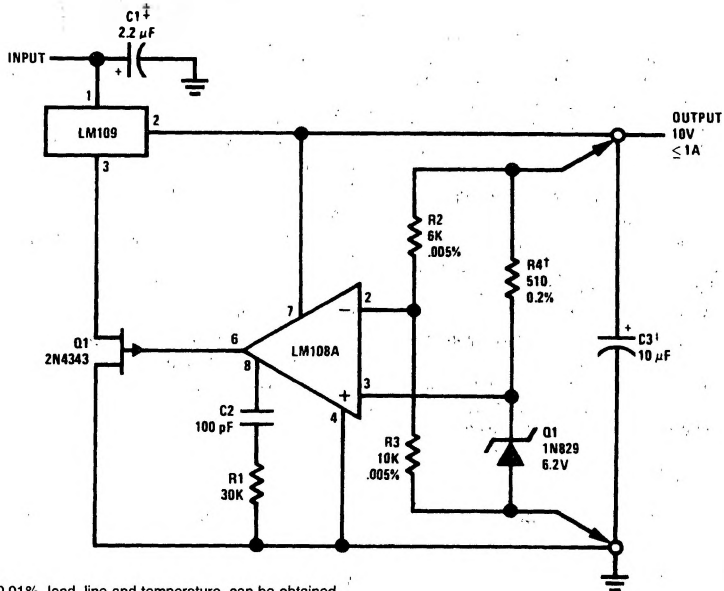 C1‡
2.2 μF
INPUT
+
1
LM109
2
3
OUTPUT
10V
≤ 1A
R2
6K
.005%
R4†
510
0.2%
7
2
−
Q1
2N4343
6
LM108A
+
C3‡
10 μF
8
3
+
4
C2
100 pF
R3
10K
.005%
Q1
1N829
6.2V
R1
30K
0.01%, load, line and temperature, can be obtained